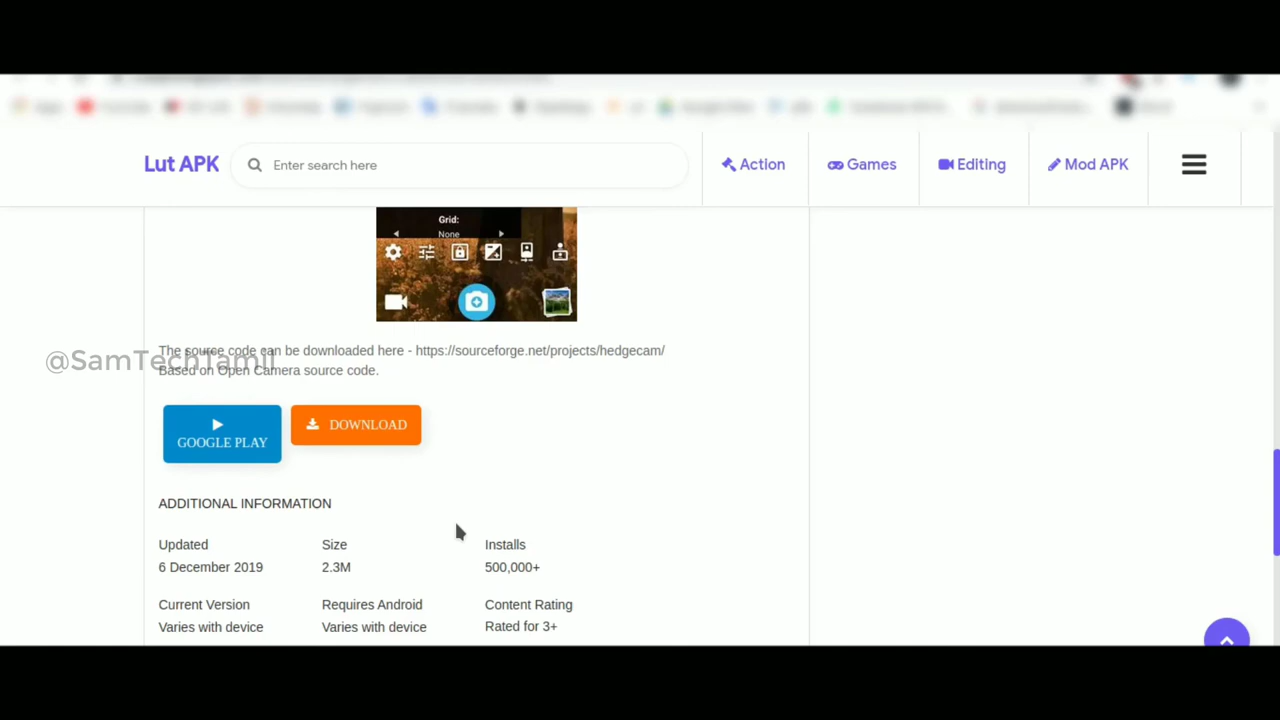 Lut APK
Enter search here
Action
Games
Editing
Mod APK
Grid:
None
The source code can be downloaded here - https://sourceforge.net/projects/hedgecam/
@SamTechTamil
Based on Open Camera source code.
GOOGLE PLAY
DOWNLOAD
ADDITIONAL INFORMATION
Updated Size Installs
6 December 2019 2.3M 500,000+
Current Version Requires Android Content Rating
Varies with device Varies with device Rated for 3+